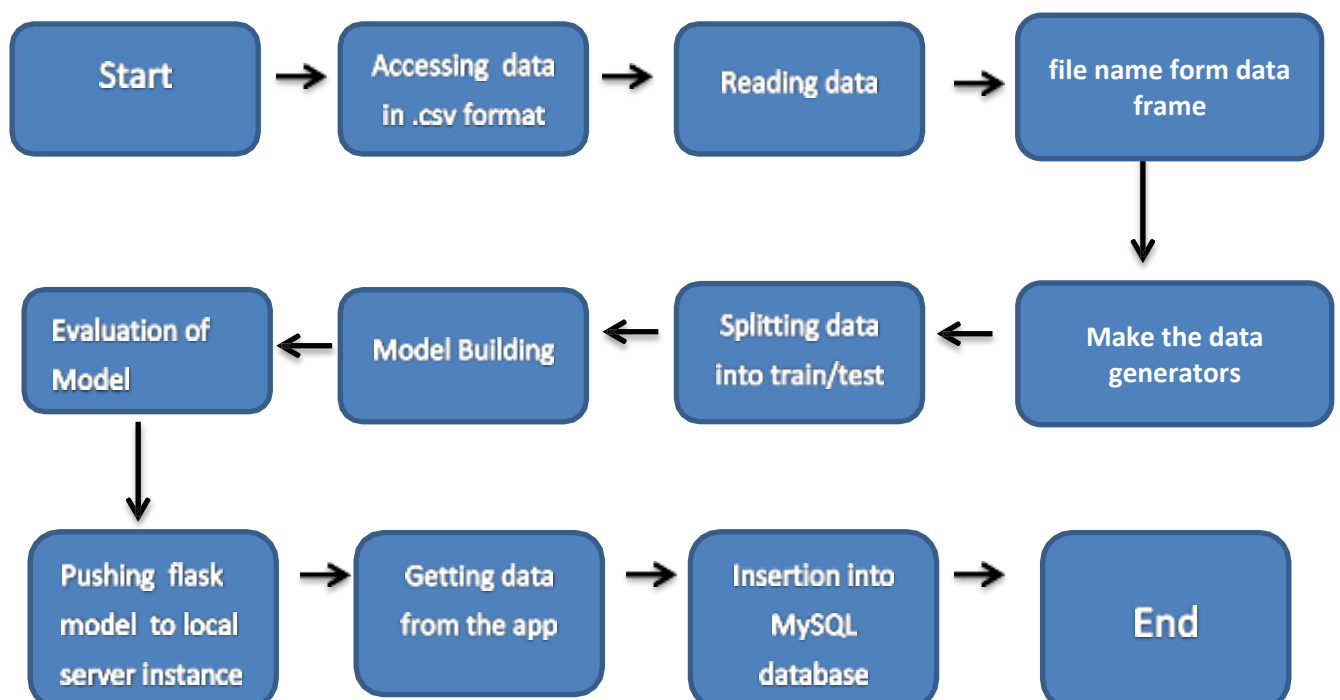 Start
Accessing data
in .csv format
Reading data
file name form data
frame
Make the data
generators
Splitting data
into train/test
Model Building
Evaluation of
Model
Pushing flask
model to local
server instance
Getting data
from the app
Insertion into
MySQL
database
End